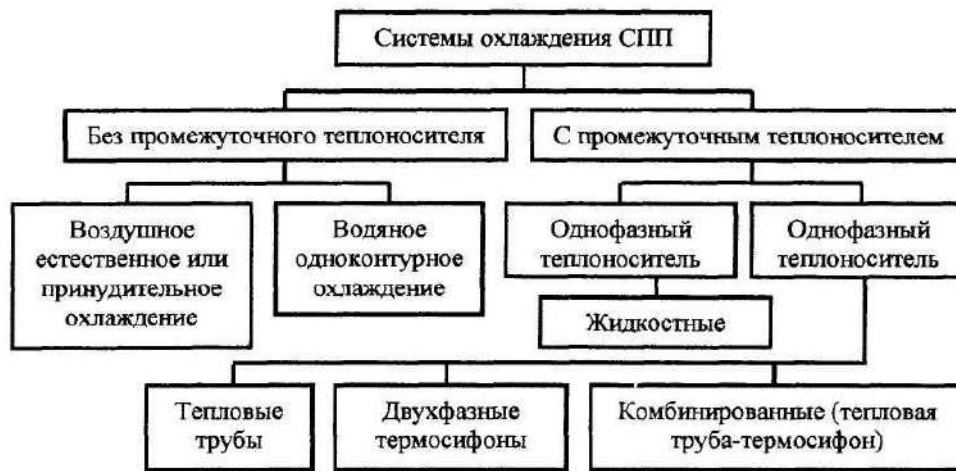 Системы охлаждения СПП
Без промежуточного теплоносителя
С промежуточным теплоносителем
Воздушное
естественное или
принудительное
охлаждение
Водяное
одноконтурное
охлаждение
Однофазный
теплоноситель
Однофазный
теплоноситель
Жидкостные
Тепловые
трубы
Двухфазные
термосифоны
Комбинированные (тепловая
труба-термосифон)